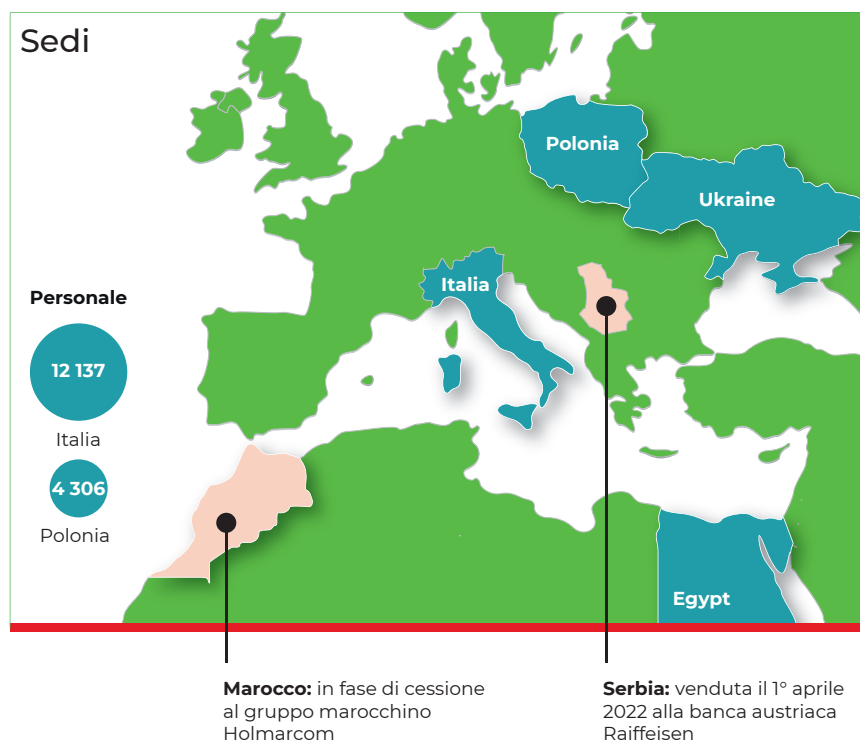 Sedi
Polonia
Ukraine
Italia
Personale
12 137
Italia
4 306
Polonia
Egypt
Marocco: in fase di cessione
al gruppo marocchino
Holmarcom
Serbia: venduta il 1° aprile
2022 alla banca austriaca
Raiffeisen